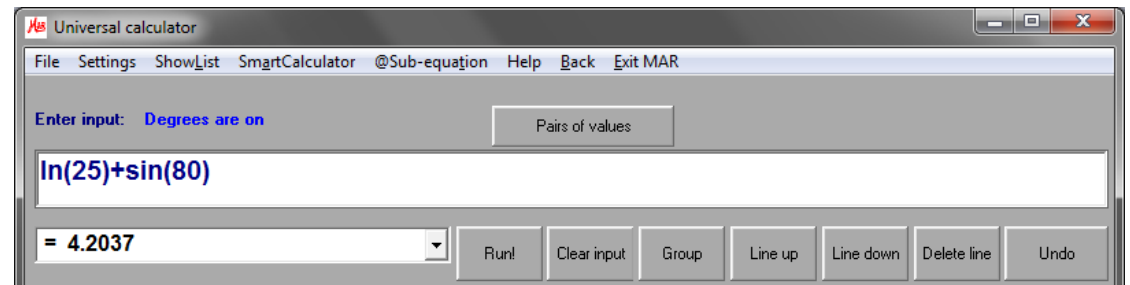 Universal calculator
File Settings ShowList SmartCalculator @Sub-equation Help Back Exit MAR
Enter input: Degrees are on
Pairs of values
ln(25)+sin(80)
= 4.2037
Run! Clear input Group Line up Line down Delete line Undo